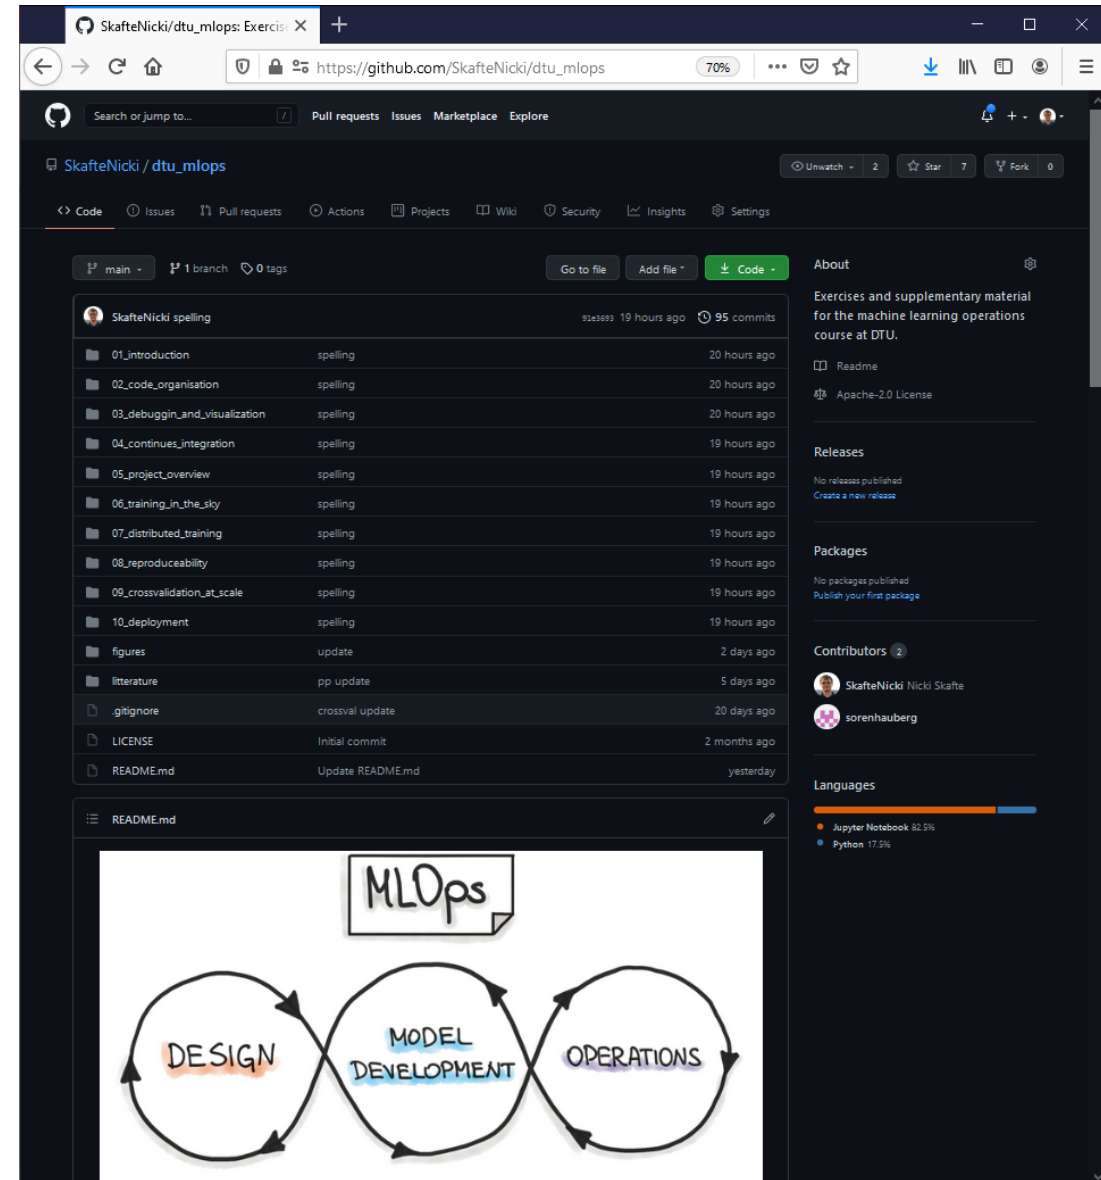 SkafteNicki/dtu_mlops: Exercis
https://github.com/SkafteNicki/dtu_mlops 70%
Search or jump to... / Pull requests Issues Marketplace Explore
SkafteNicki / dtu_mlops Unwatch 2 Star 7 Fork 0
Code Issues Pull requests Actions Projects Wiki Security Insights Settings
main 1 branch 0 tags Go to file Add file Code
SkafteNicki spelling 91e3693 19 hours ago 95 commits
01_introduction spelling 20 hours ago
02_code_organisation spelling 20 hours ago
03_debuggin_and_visualization spelling 20 hours ago
04_continues_integration spelling 19 hours ago
05_project_overview spelling 19 hours ago
06_training_in_the_sky spelling 19 hours ago
07_distributed_training spelling 19 hours ago
08_reproduceability spelling 19 hours ago
09_crossvalidation_at_scale spelling 19 hours ago
10_deployment spelling 19 hours ago
figures update 2 days ago
litterature pp update 5 days ago
.gitignore crossval update 20 days ago
LICENSE Initial commit 2 months ago
README.md Update README.md yesterday
README.md
MLOps
DESIGN
MODEL
DEVELOPMENT
OPERATIONS
About
Exercises and supplementary material
for the machine learning operations
course at DTU.
Readme
Apache-2.0 License
Releases
No releases published
Create a new release
Packages
No packages published
Publish your first package
Contributors 2
SkafteNicki Nicki Skafte
sorenhauberg
Languages
Jupyter Notebook 82.5%
Python 17.5%